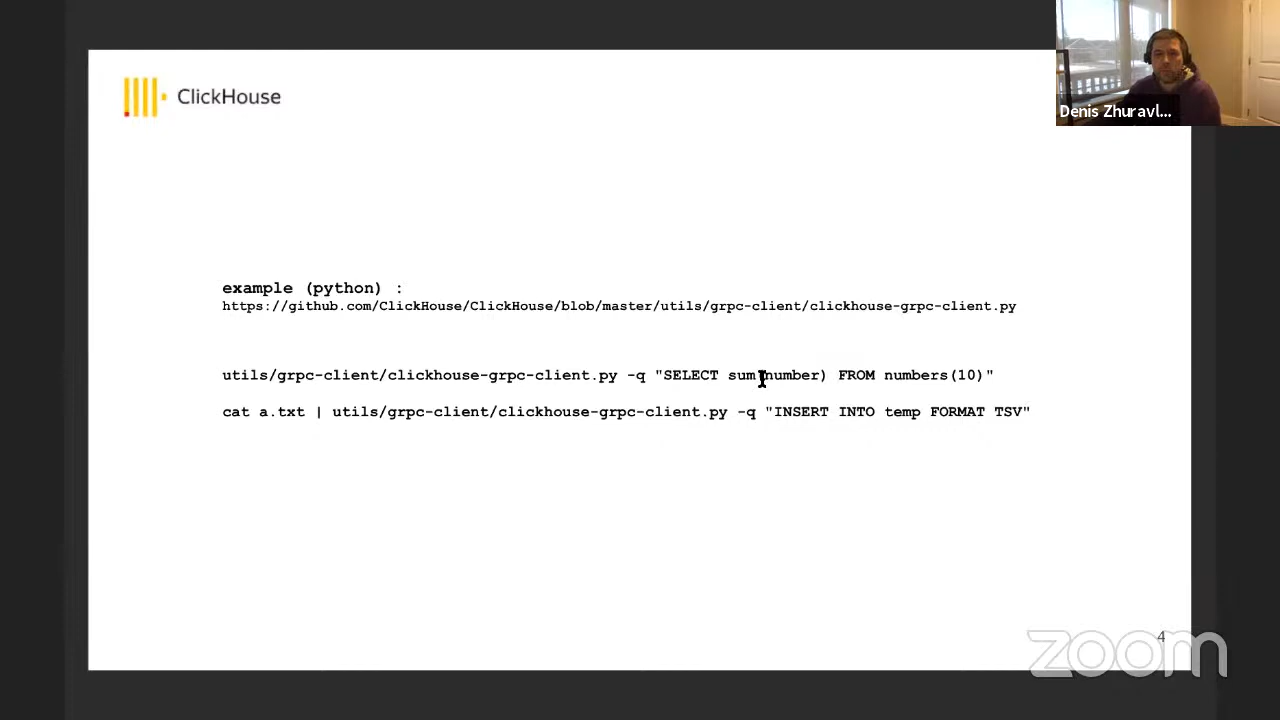 ClickHouse
Denis Zhuravl...
example (python) :
https://github.com/ClickHouse/ClickHouse/blob/master/utils/grpc-client/clickhouse-grpc-client.py
utils/grpc-client/clickhouse-grpc-client.py -q "SELECT sum(number) FROM numbers(10)"
cat a.txt | utils/grpc-client/clickhouse-grpc-client.py -q "INSERT INTO temp FORMAT TSV"
4
zoom